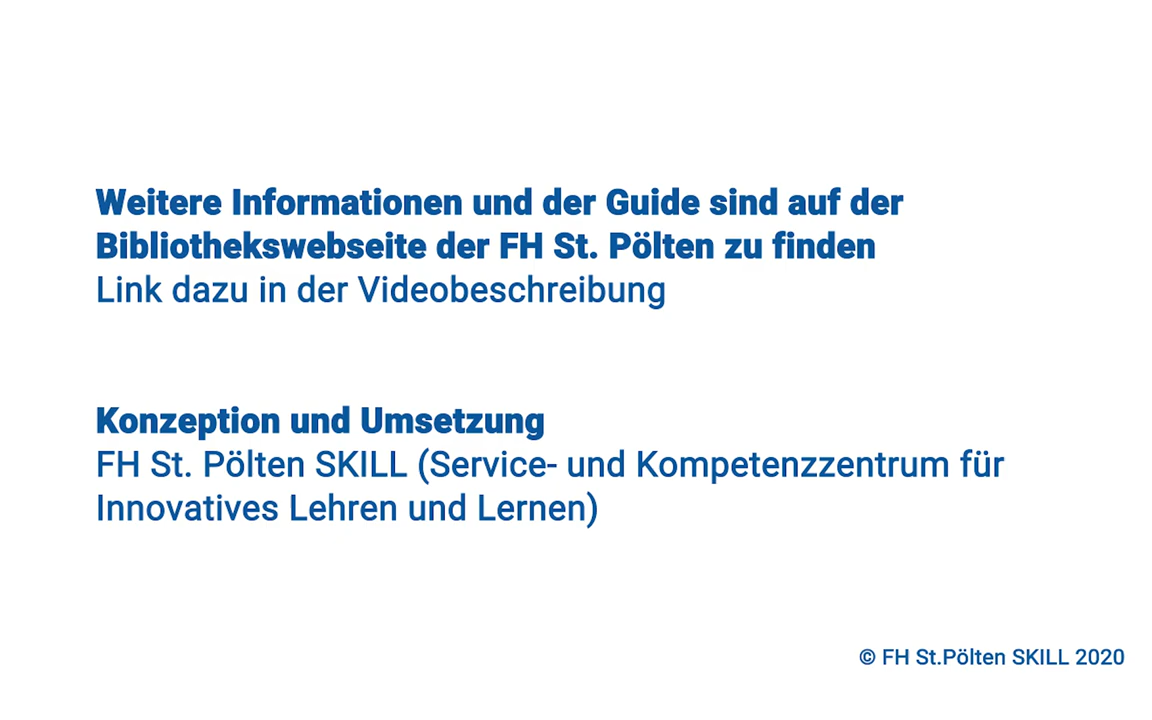 Weitere Informationen und der Guide sind auf der
Bibliothekswebseite der FH St. Pölten zu finden
Link dazu in der Videobeschreibung
Konzeption und Umsetzung
FH St. Pölten SKILL (Service- und Kompetenzzentrum für
Innovatives Lehren und Lernen)
© FH St.Pölten SKILL 2020